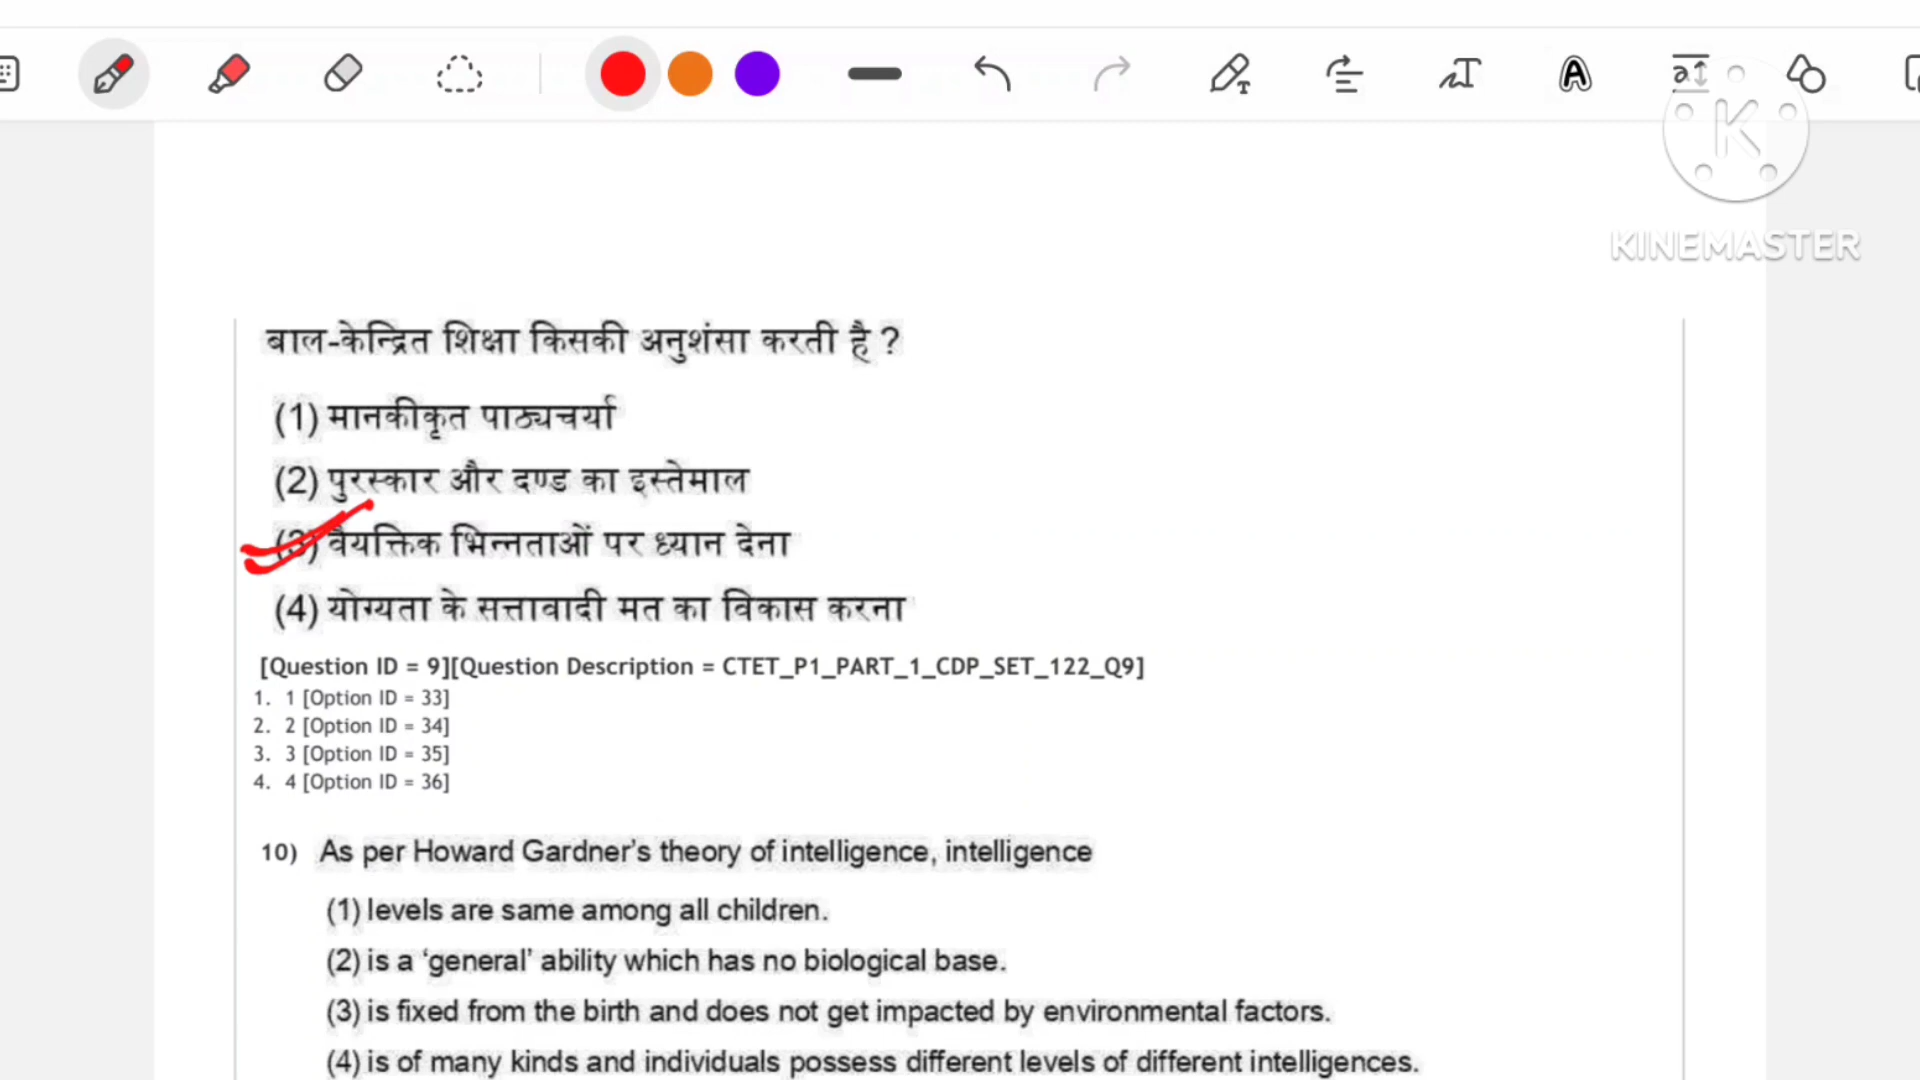 KINEMASTER
बाल-केन्द्रित शिक्षा किसकी अनुशंसा करती है ?
(1) मानकीकृत पाठ्यचर्या
(2) पुरस्कार और दण्ड का इस्तेमाल
(3) वैयक्तिक भिन्नताओं पर ध्यान देना
(4) योग्यता के सत्तावादी मत का विकास करना
[Question ID = 9][Question Description = CTET_P1_PART_1_CDP_SET_122_Q9]
1. 1 [Option ID = 33]
2. 2 [Option ID = 34]
3. 3 [Option ID = 35]
4. 4 [Option ID = 36]
10) As per Howard Gardner's theory of intelligence, intelligence
(1) levels are same among all children.
(2) is a ‘general’ ability which has no biological base.
(3) is fixed from the birth and does not get impacted by environmental factors.
(4) is of many kinds and individuals possess different levels of different intelligences.